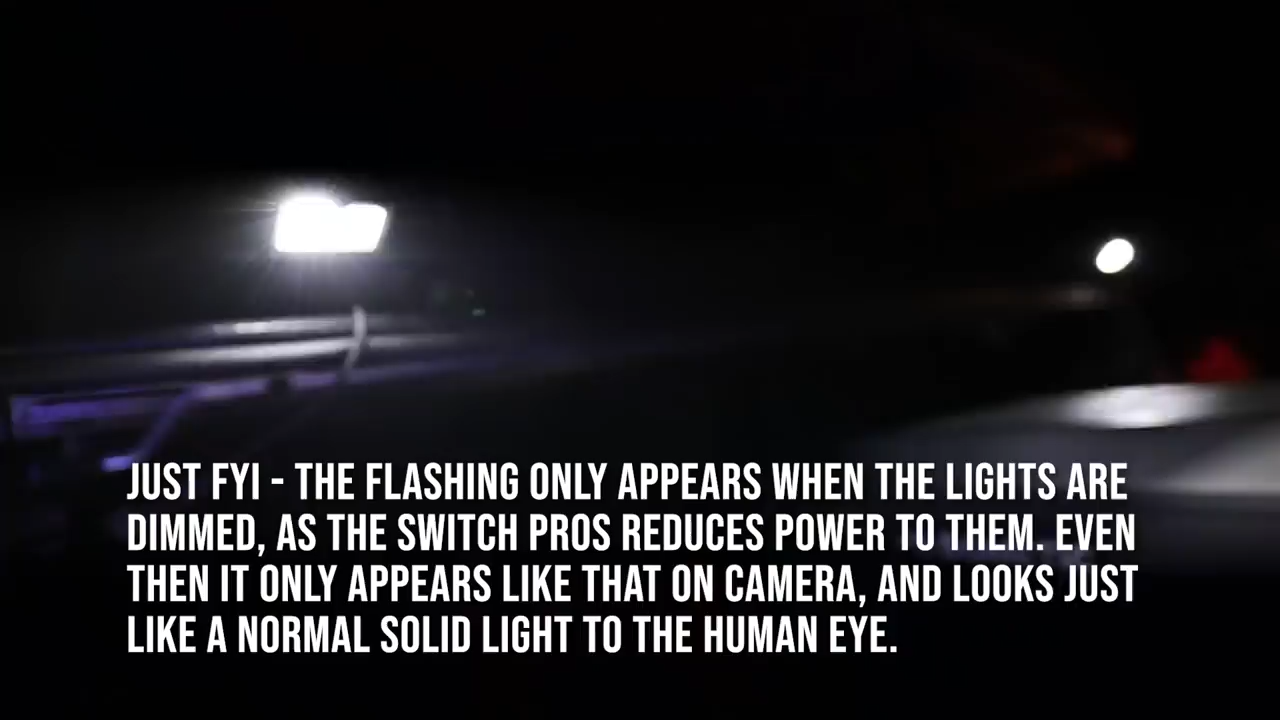 JUST FYI - THE FLASHING ONLY APPEARS WHEN THE LIGHTS ARE
DIMMED, AS THE SWITCH PROS REDUCES POWER TO THEM. EVEN
THEN IT ONLY APPEARS LIKE THAT ON CAMERA, AND LOOKS JUST
LIKE A NORMAL SOLID LIGHT TO THE HUMAN EYE.